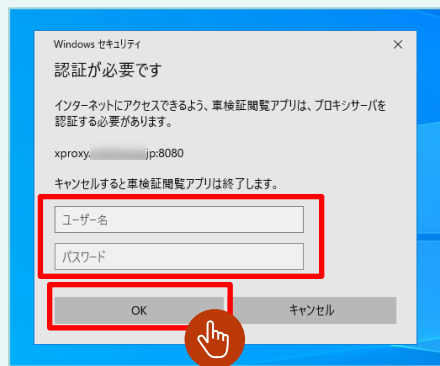 Windows セキュリティ
認証が必要です
インターネットにアクセスできるよう、車検証閲覧アプリは、プロキシサーバを
認証する必要があります。
xproxy. jp:8080
キャンセルすると車検証閲覧アプリは終了します。
ユーザー名
パスワード
OK キャンセル